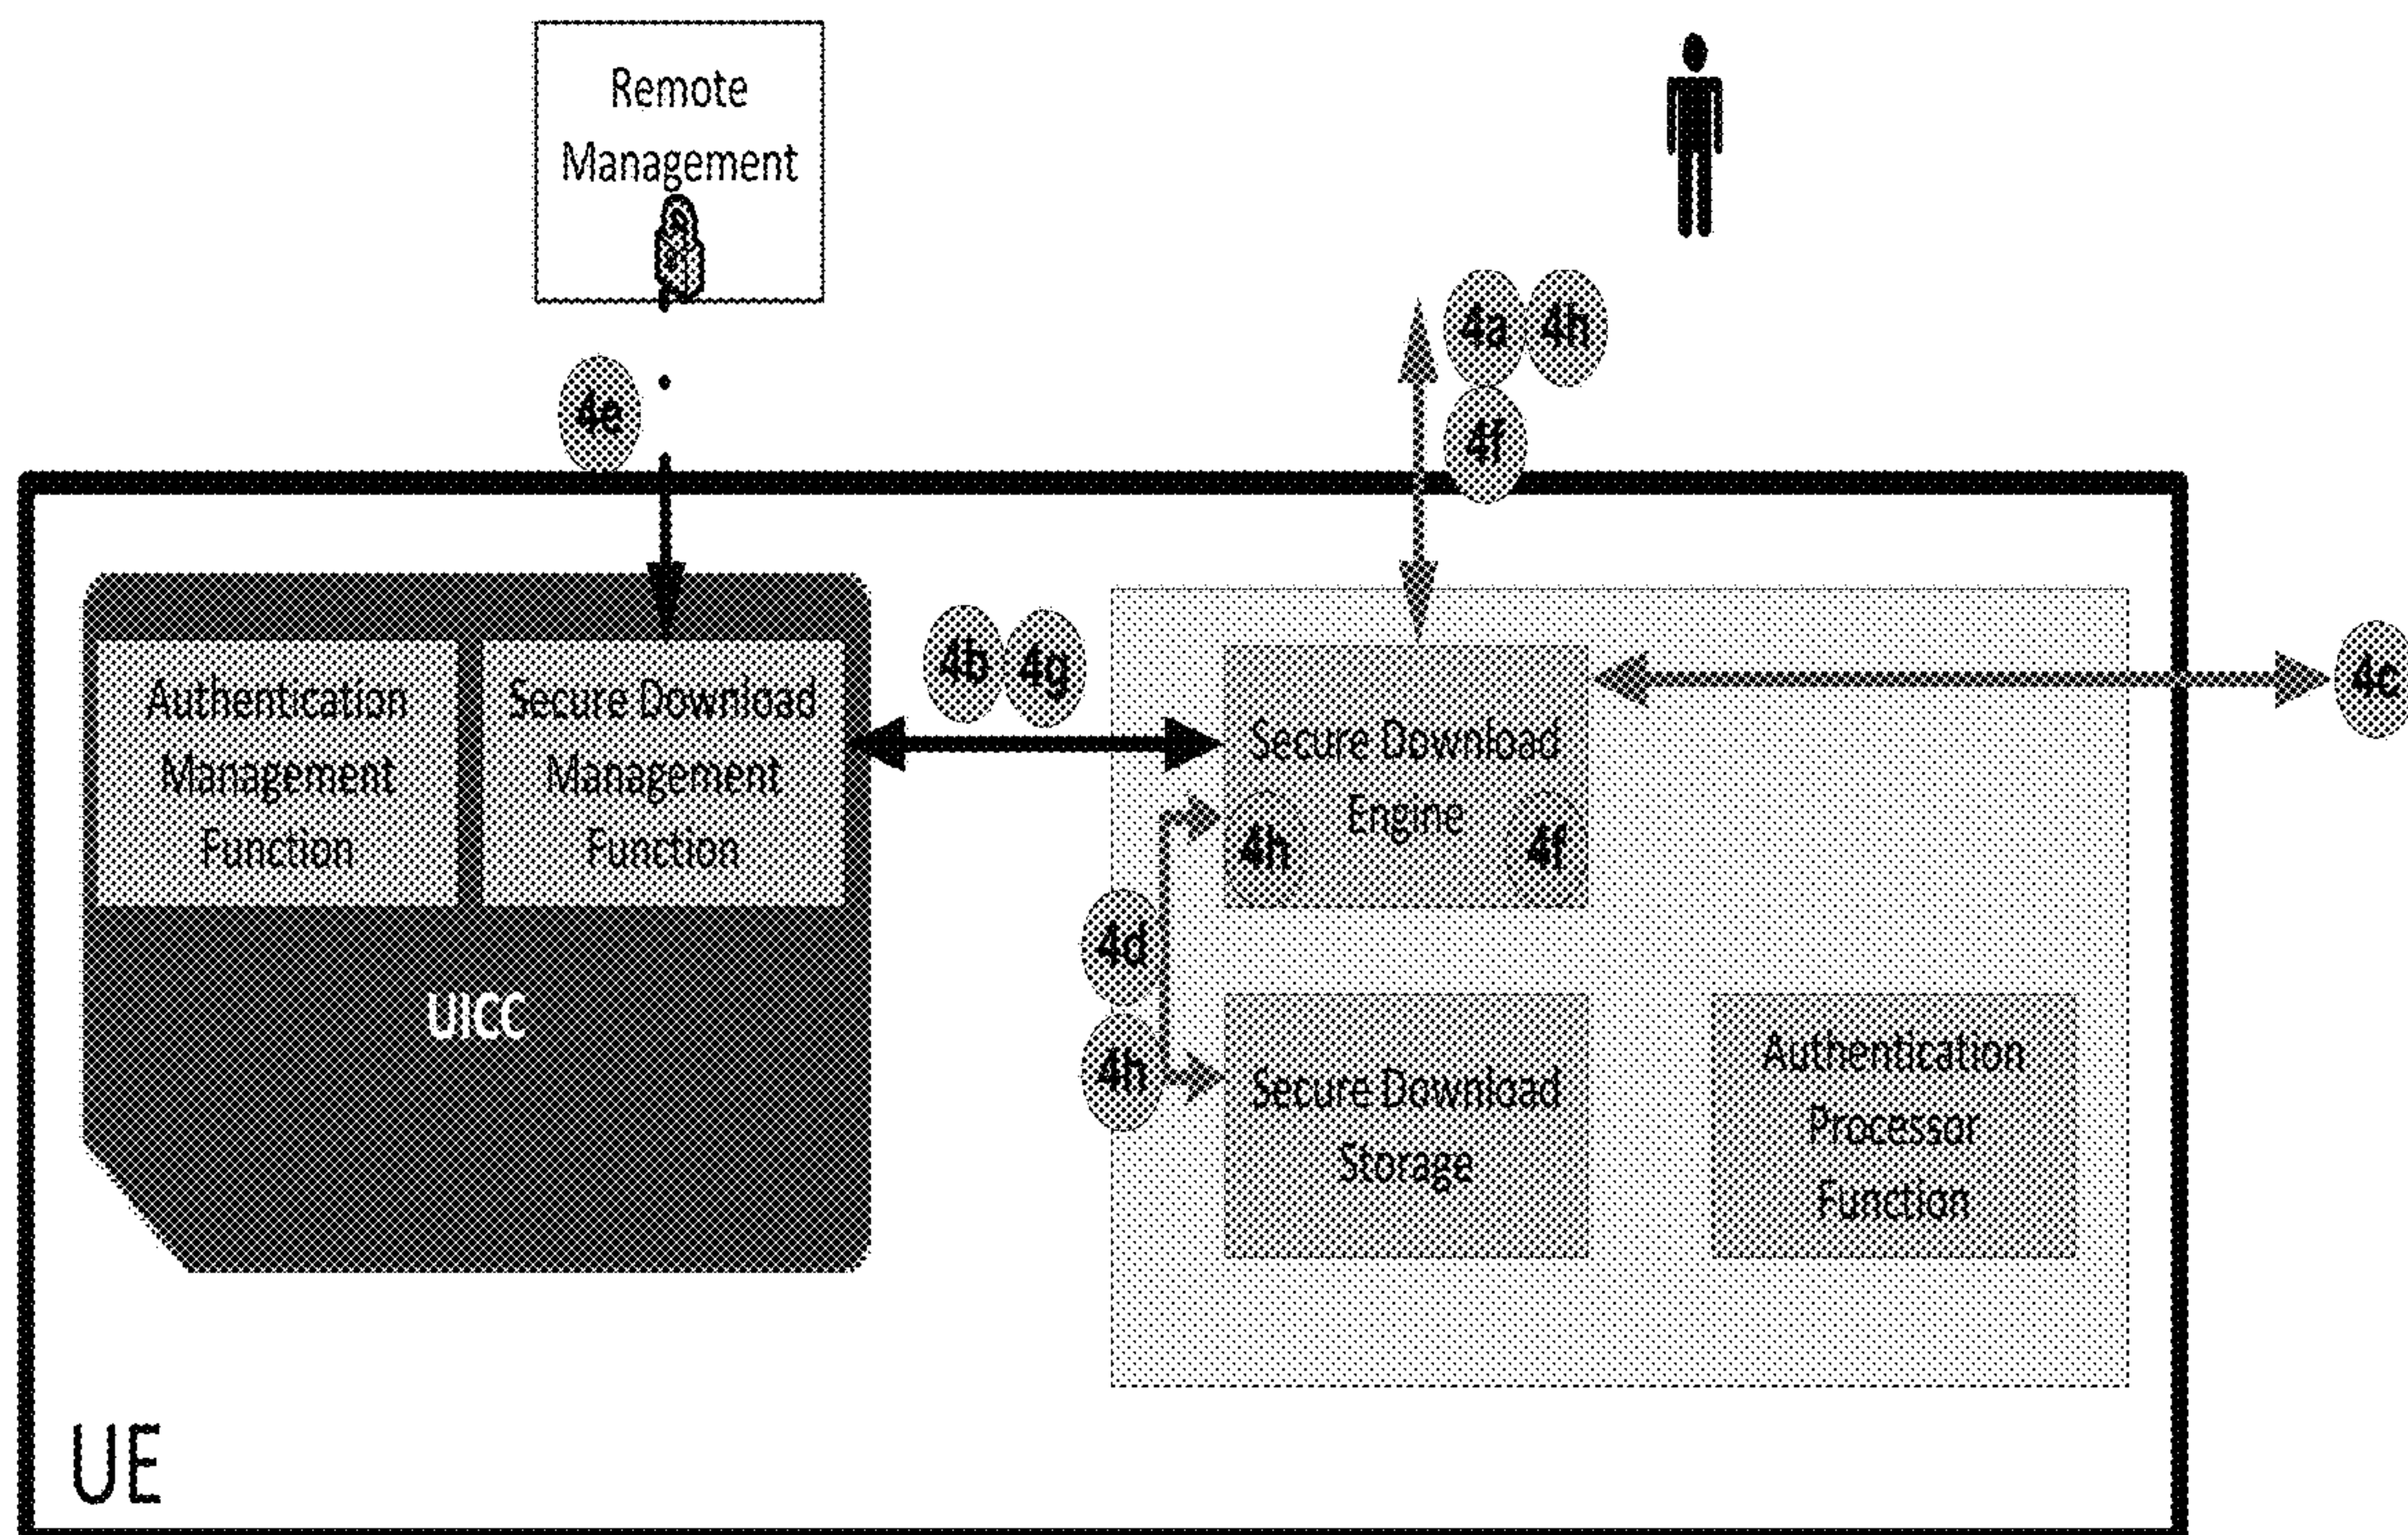 Remote
Management
4a 4h
4e
4f
4b 4g
4c
Authentication
Management
Function
Secure Download
Management
Function
Secure Download
Engine
4h
4f
4d
UICC
4h
Secure Download
Storage
Authentication
Processor
Function
UE